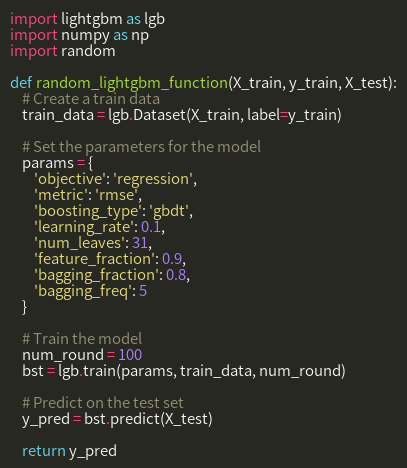 import lightgbm as lgb
import numpy as np
import random

def random_lightgbm_function(X_train, y_train, X_test):
    # Create a train data
    train_data = lgb.Dataset(X_train, label=y_train)

    # Set the parameters for the model
    params = {
        'objective': 'regression',
        'metric': 'rmse',
        'boosting_type': 'gbdt',
        'learning_rate': 0.1,
        'num_leaves': 31,
        'feature_fraction': 0.9,
        'bagging_fraction': 0.8,
        'bagging_freq': 5
    }

    # Train the model
    num_round = 100
    bst = lgb.train(params, train_data, num_round)

    # Predict on the test set
    y_pred = bst.predict(X_test)

    return y_pred